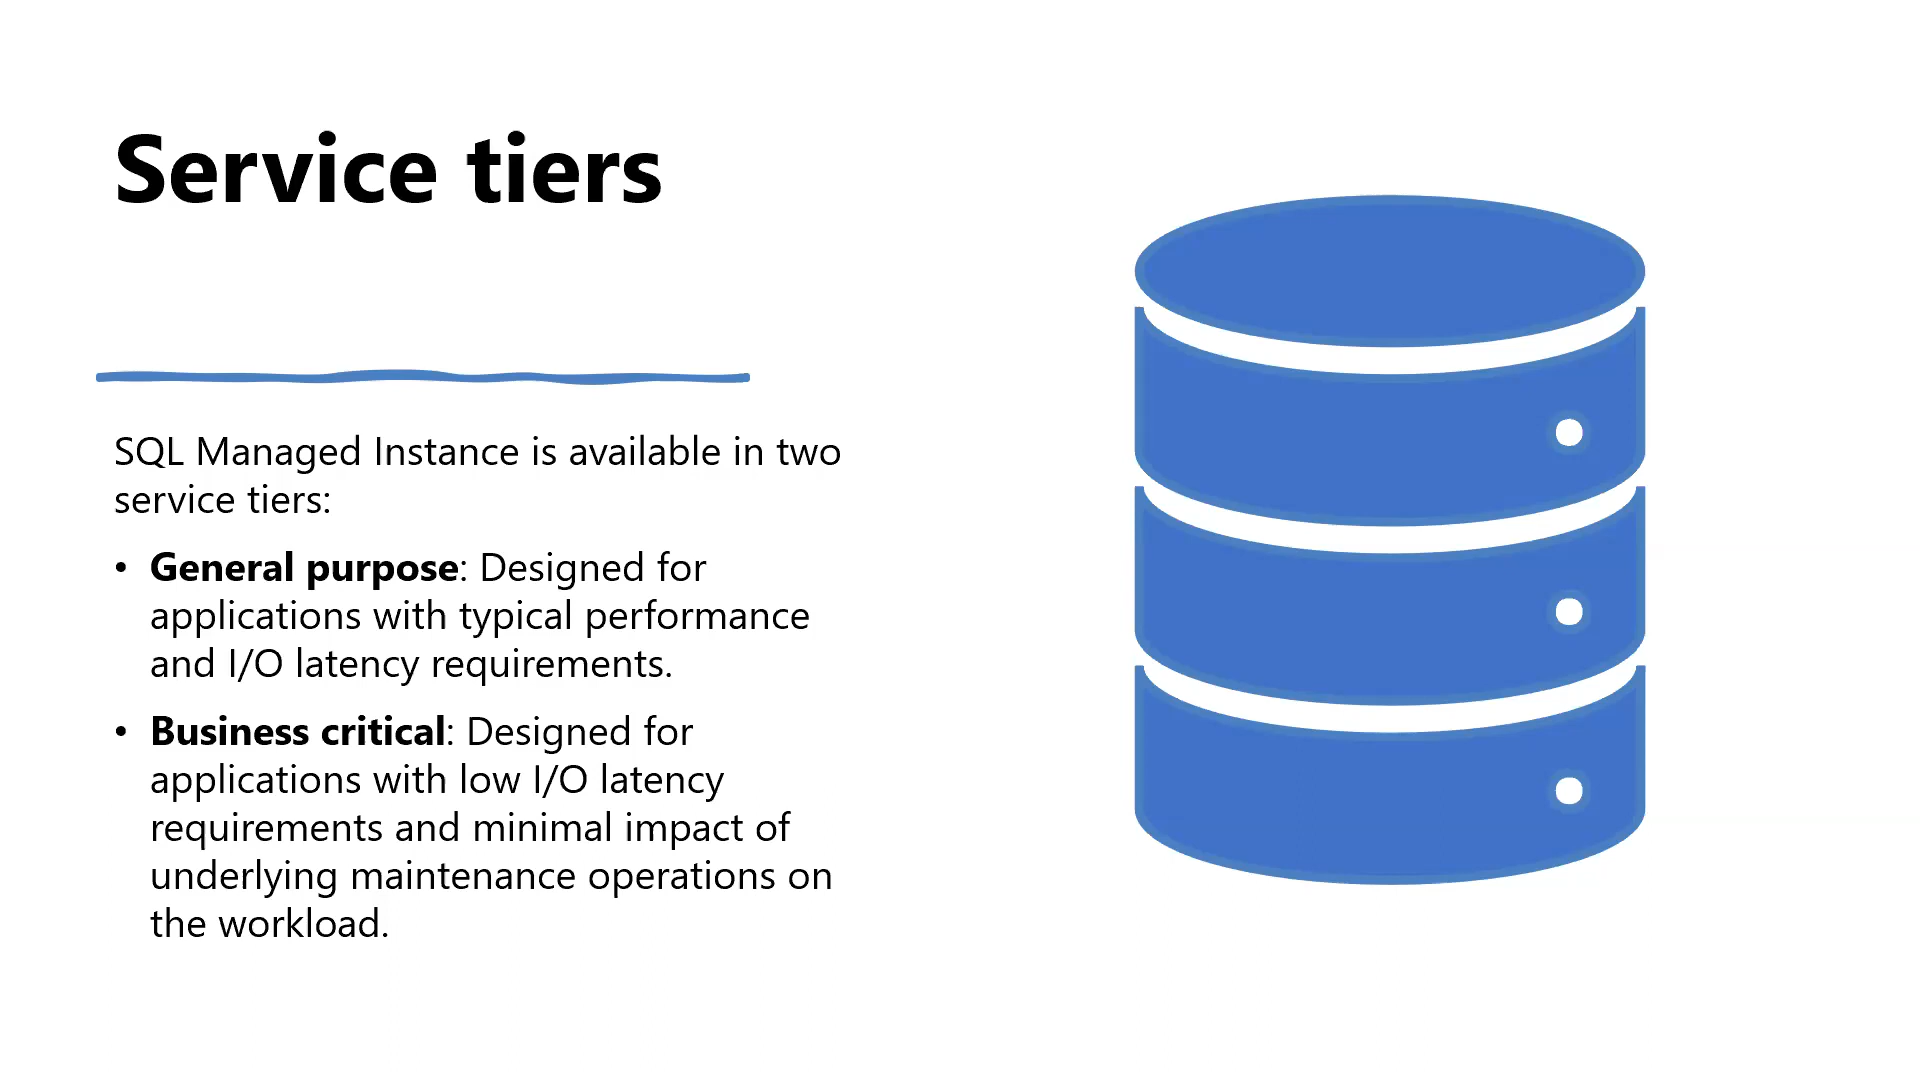 Service tiers
SQL Managed Instance is available in two
service tiers:
• General purpose: Designed for
applications with typical performance
and I/O latency requirements.
• Business critical: Designed for
applications with low I/O latency
requirements and minimal impact of
underlying maintenance operations on
the workload.